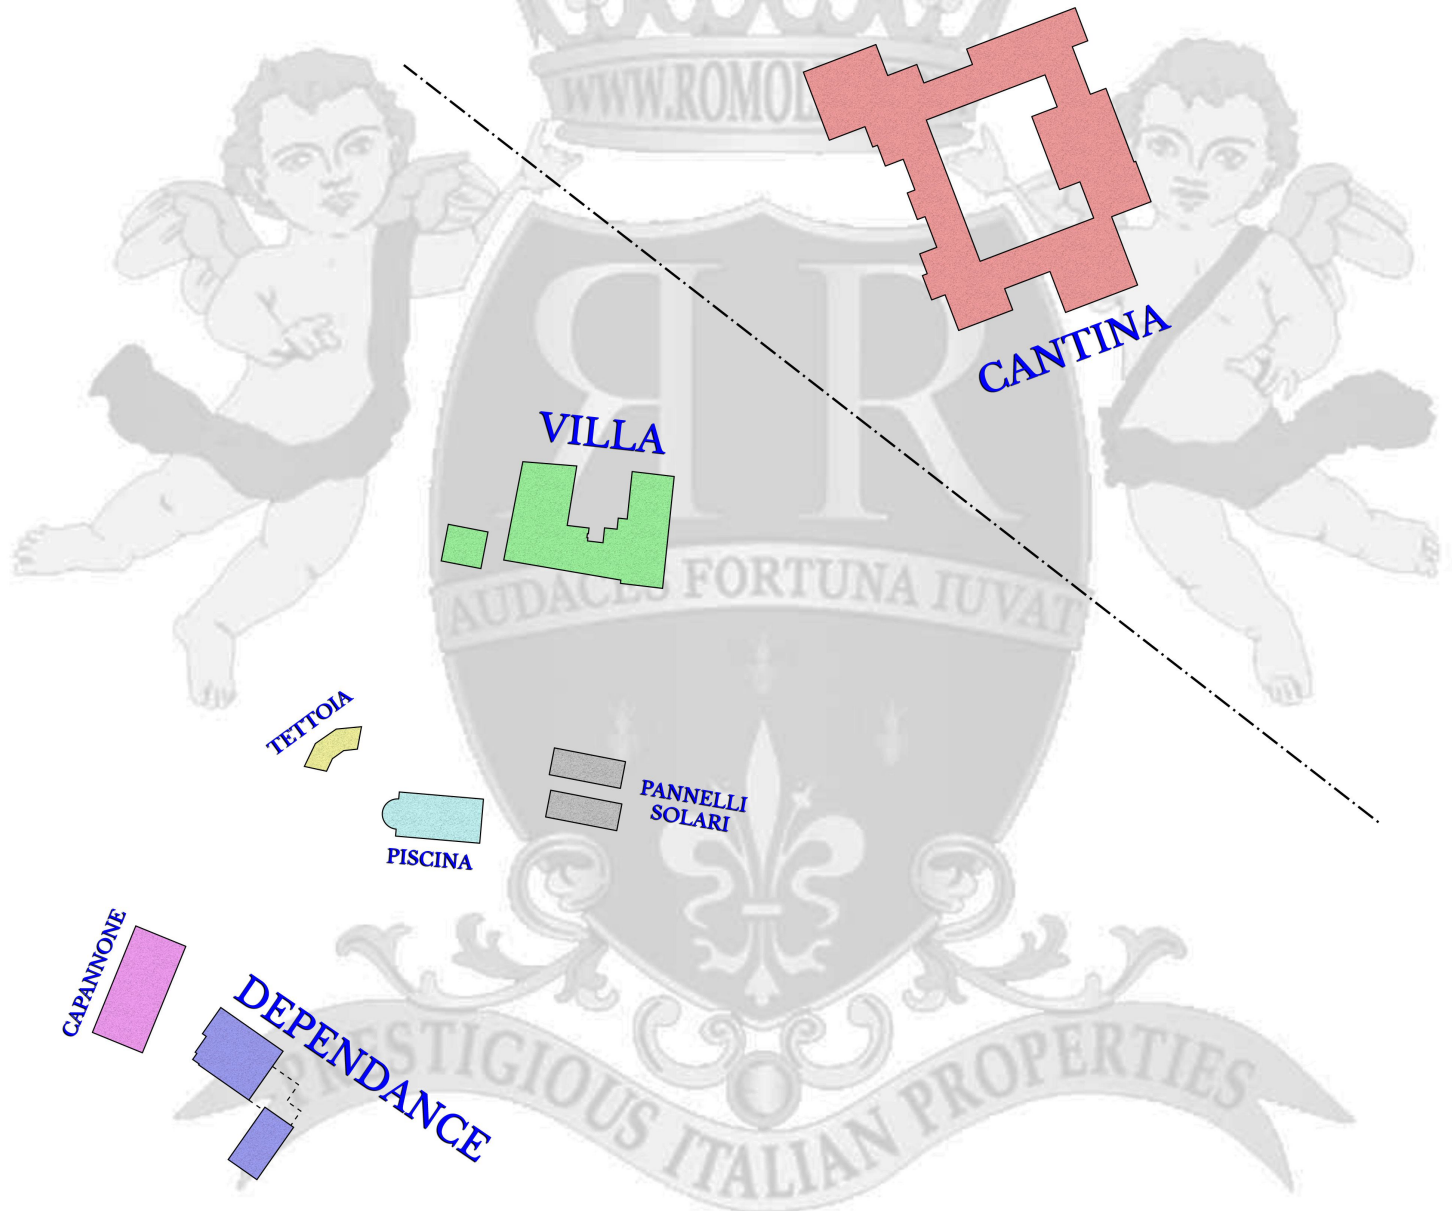 WWW.ROMOL
CANTINA
VILLA
AUDACES FORTUNA IUVAT
TETTOIA
PANNELLI
SOLARI
PISCINA
CAPANNONE
DEPENDANCE
PRESTIGIOUS ITALIAN PROPERTIES